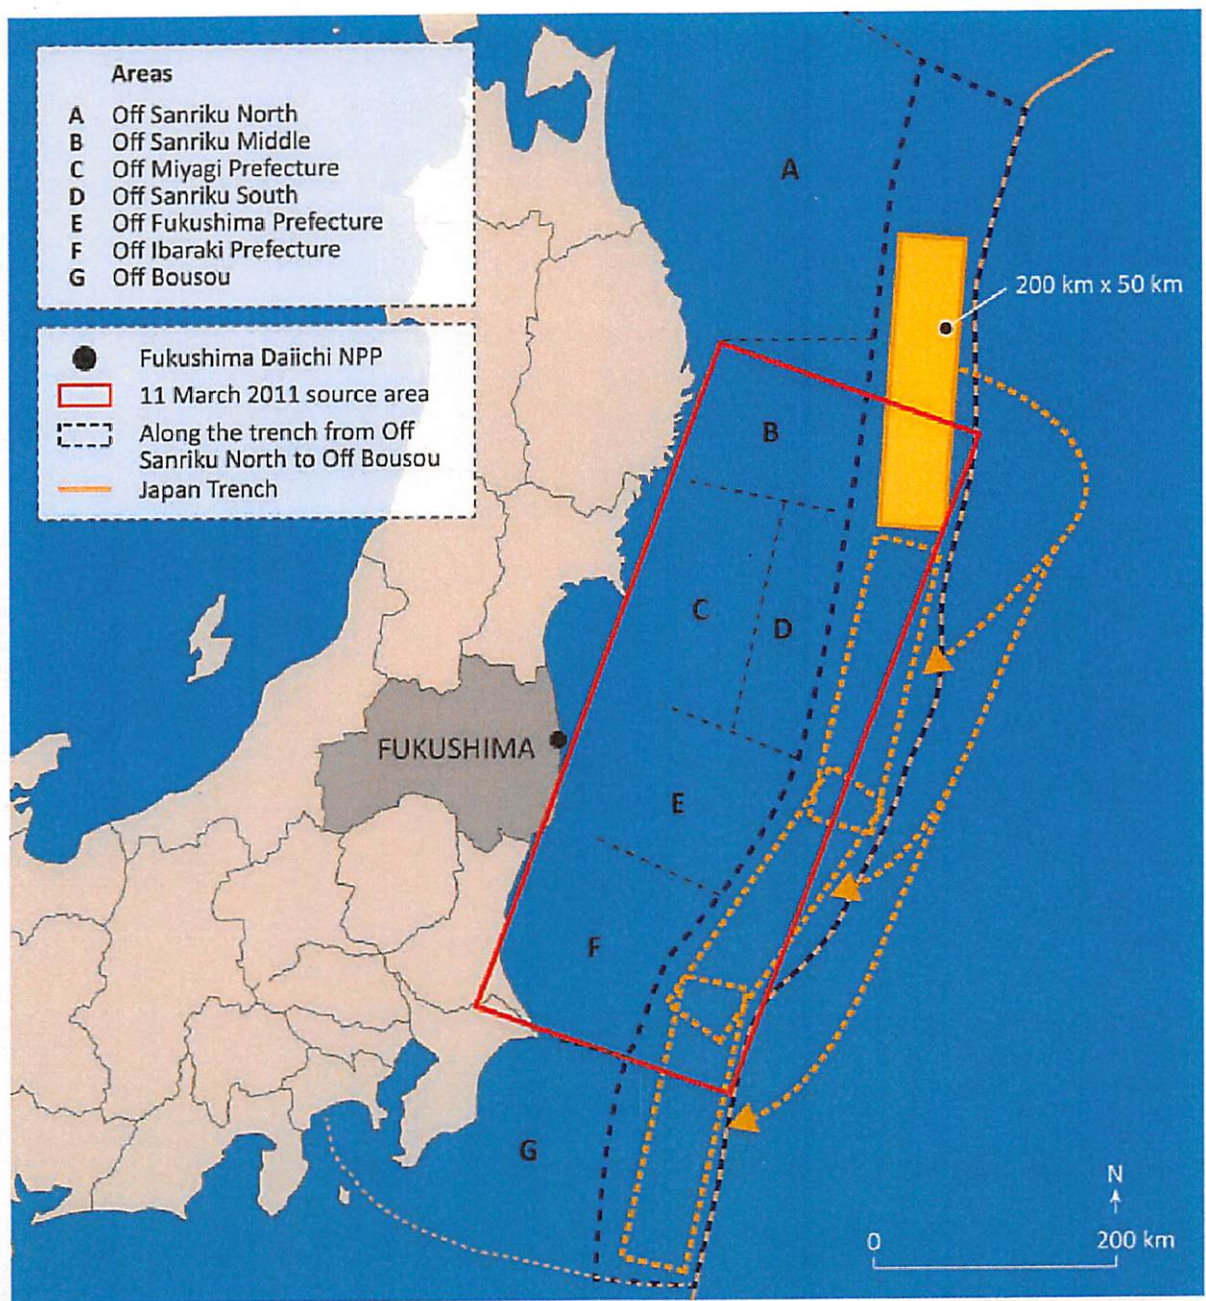 Areas
A Off Sanriku North
B Off Sanriku Middle
C Off Miyagi Prefecture
D Off Sanriku South
E Off Fukushima Prefecture
F Off Ibaraki Prefecture
G Off Bousou
Fukushima Daiichi NPP
11 March 2011 source area
Along the trench from Off
Sanriku North to Off Bousou
Japan Trench
A
200 km x 50 km
B
C
D
FUKUSHIMA
E
F
G
N
0 200 km